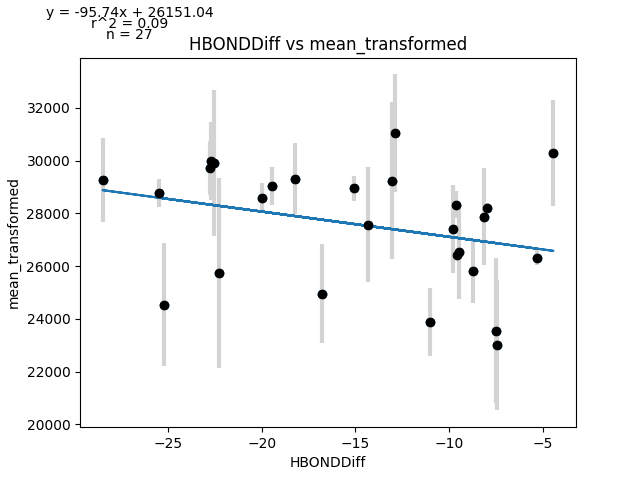 y = -95.74x + 26151.04
r^2 = 0.09
n = 27
HBONDDiff vs mean_transformed
32000
30000
28000
26000
24000
22000
20000
mean_transformed
−25
−20
−15
−10
−5
HBONDDiff